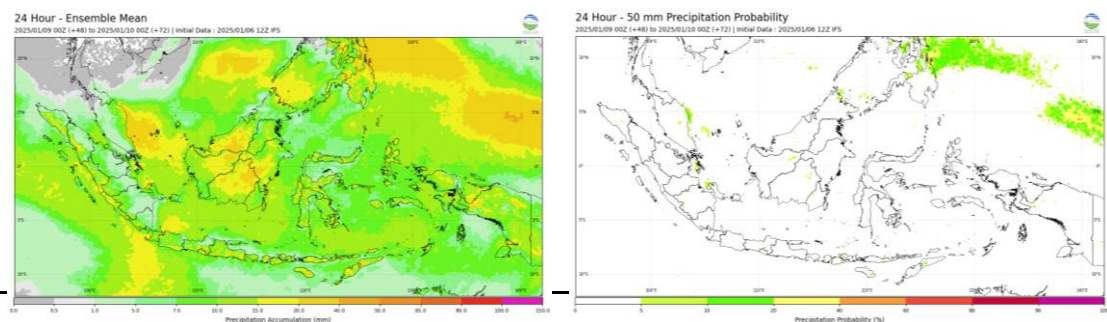 24 Hour - Ensemble Mean
2025/01/09 00Z (+48) to 2025/01/10 00Z (+72) | Initial Data : 2025/01/06 12Z IFS
0.0 0.5 1.0 5.0 7.0 10.0 15.0 20.0 40.0 50.0 65.0 80.0 100.0 150.0
Precipitation Accumulation (mm)
24 Hour - 50 mm Precipitation Probability
2025/01/09 00Z (+48) to 2025/01/10 00Z (+72) | Initial Data : 2025/01/06 12Z IFS
0 5 10 20 30 40 60 80 90 100
Precipitation Probability (%)